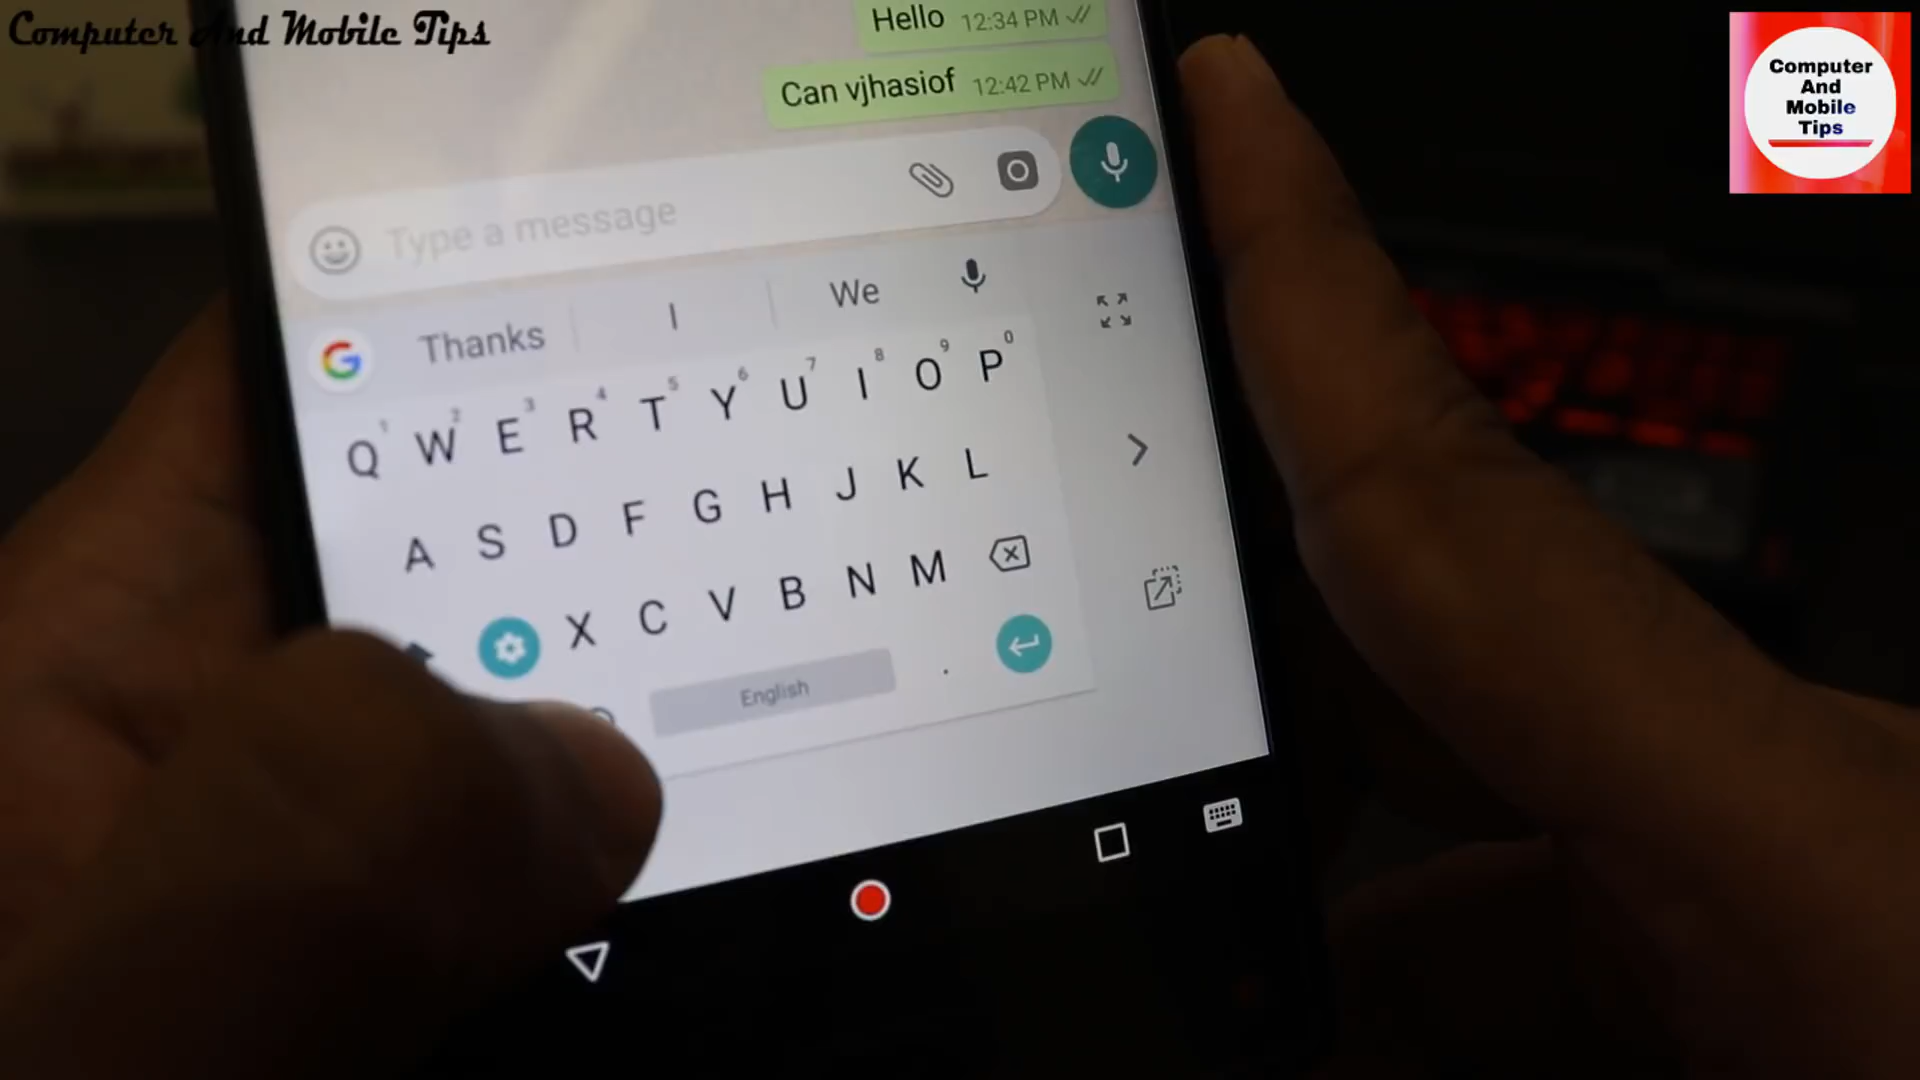 Computer And Mobile Tips
Computer
And
Mobile
Tips
Hello 12:34 PM
Can vjhasiof 12:42 PM
Type a message
Thanks I We
1 2 3 4 5 6 7 8 9 0
Q W E R T Y U I O P
A S D F G H J K L
X C V B N M
English .